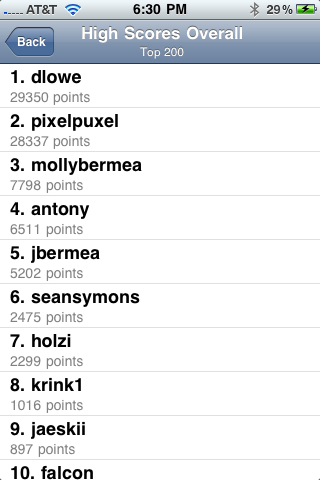 AT&T 6:30 PM 29%
Back
High Scores Overall
Top 200
1. dlowe
29350 points
2. pixelpuxel
28337 points
3. mollybermea
7798 points
4. antony
6511 points
5. jbermea
5202 points
6. seansymons
2475 points
7. holzi
2299 points
8. krink1
1016 points
9. jaeskii
897 points
10. falcon